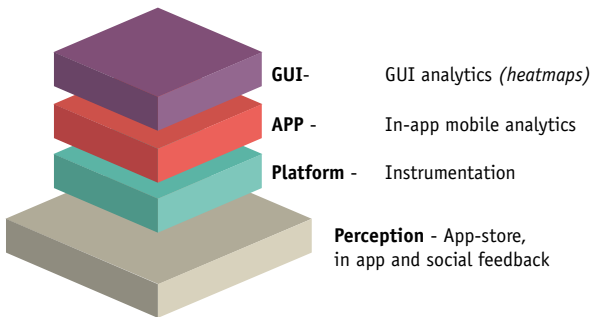 GUI- GUI analytics (heatmaps)
APP - In-app mobile analytics
Platform - Instrumentation
Perception - App-store,
in app and social feedback